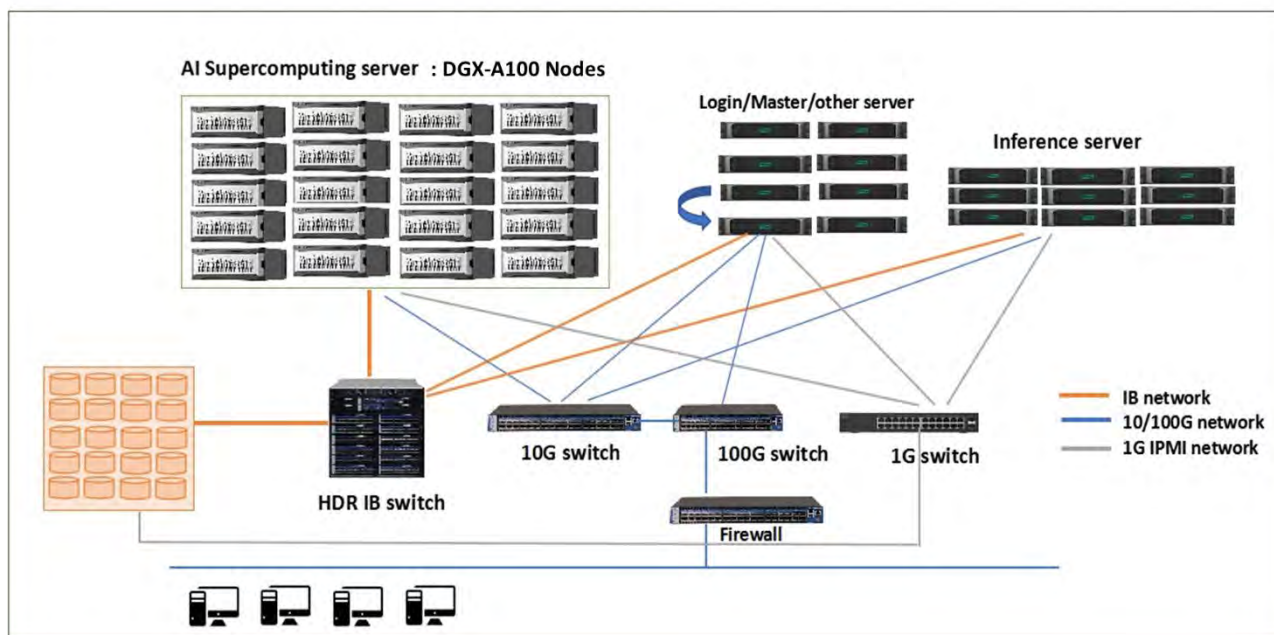 AI Supercomputing server : DGX-A100 Nodes
Login/Master/other server
Inference server
IB network
10/100G network
1G IPMI network
10G switch
100G switch
1G switch
HDR IB switch
Firewall